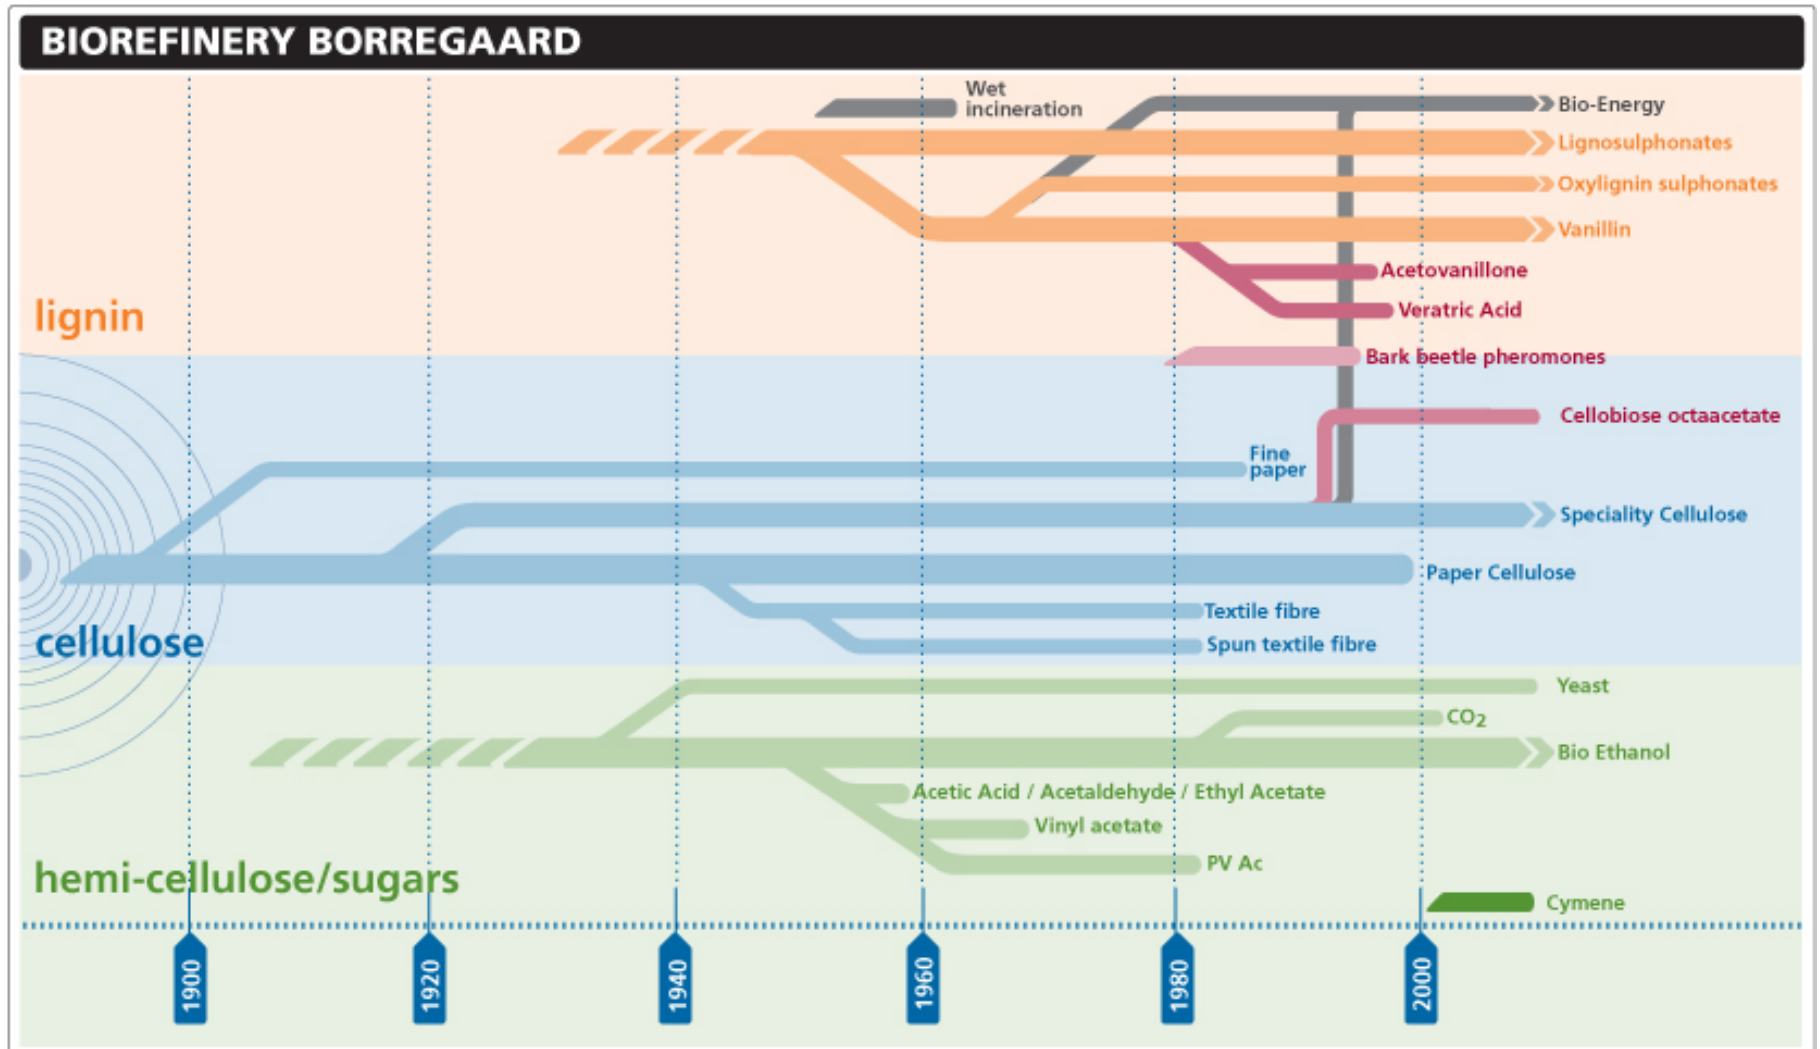 BIOREFINERY BORREGAARD
Wet
incineration
Bio-Energy
Lignosulphonates
Oxylignin sulphonates
Vanillin
Acetovanillone
lignin
Veratric Acid
Bark beetle pheromones
Cellobiose octaacetate
Fine
paper
Speciality Cellulose
Paper Cellulose
Textile fibre
cellulose
Spun textile fibre
Yeast
CO2
Bio Ethanol
Acetic Acid / Acetaldehyde / Ethyl Acetate
Vinyl acetate
PV Ac
hemi-cellulose/sugars
Cymene
1900
1920
1940
1960
1980
2000